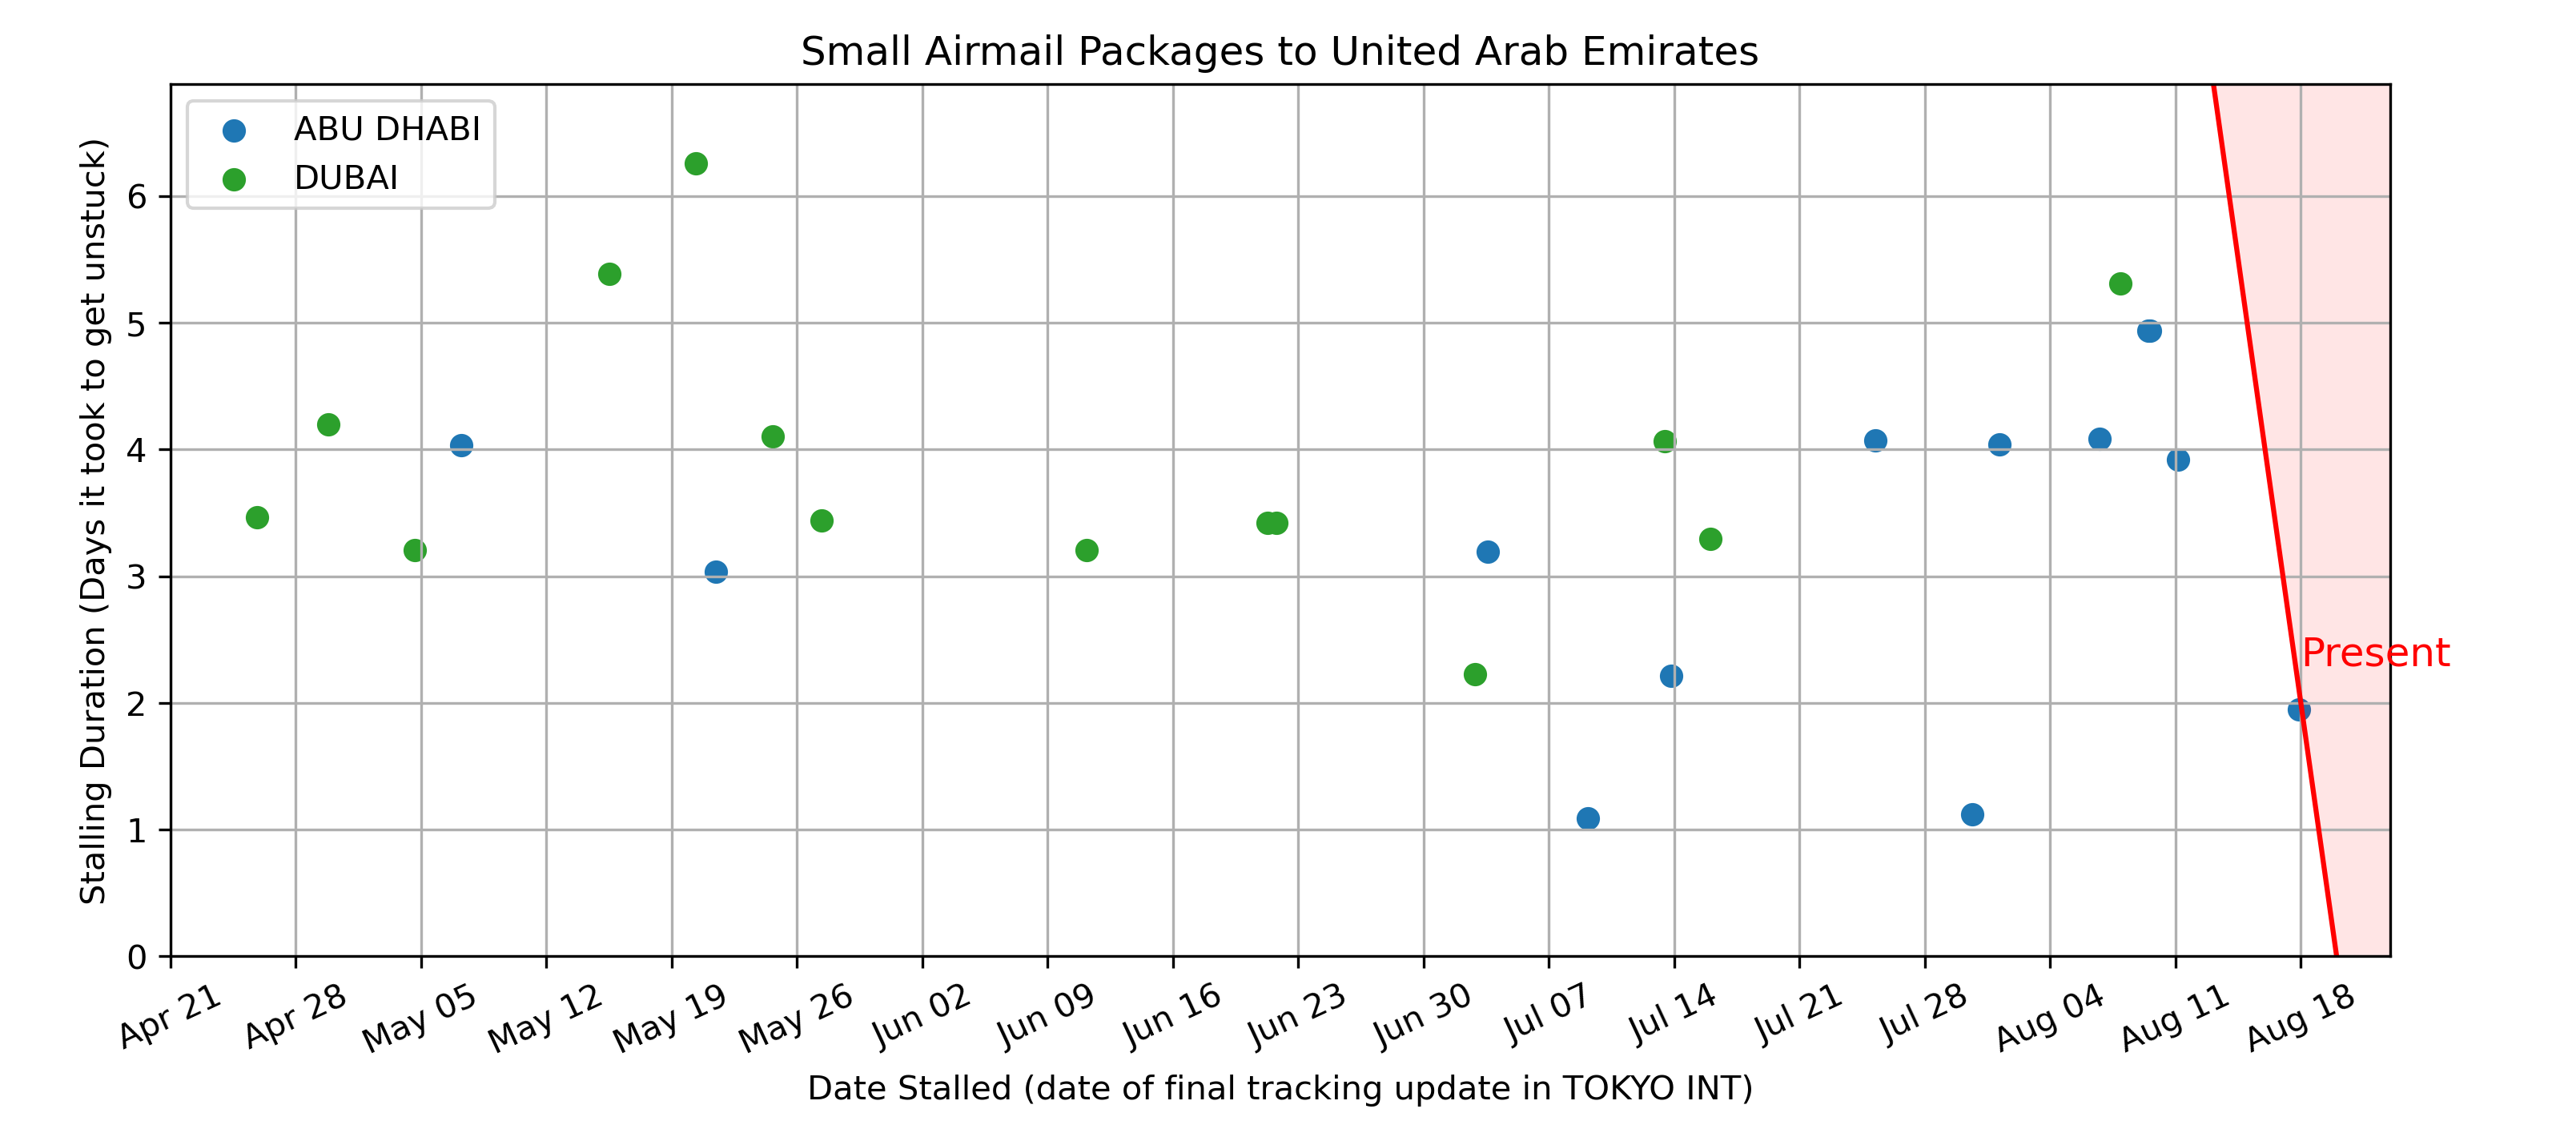 Small Airmail Packages to United Arab Emirates
ABU DHABI
DUBAI
Stalling Duration (Days it took to get unstuck)
6
5
4
3
2
1
0
Present
Apr 21
Apr 28
May 05
May 12
May 19
May 26
Jun 02
Jun 09
Jun 16
Jun 23
Jun 30
Jul 07
Jul 14
Jul 21
Jul 28
Aug 04
Aug 11
Aug 18
Date Stalled (date of final tracking update in TOKYO INT)